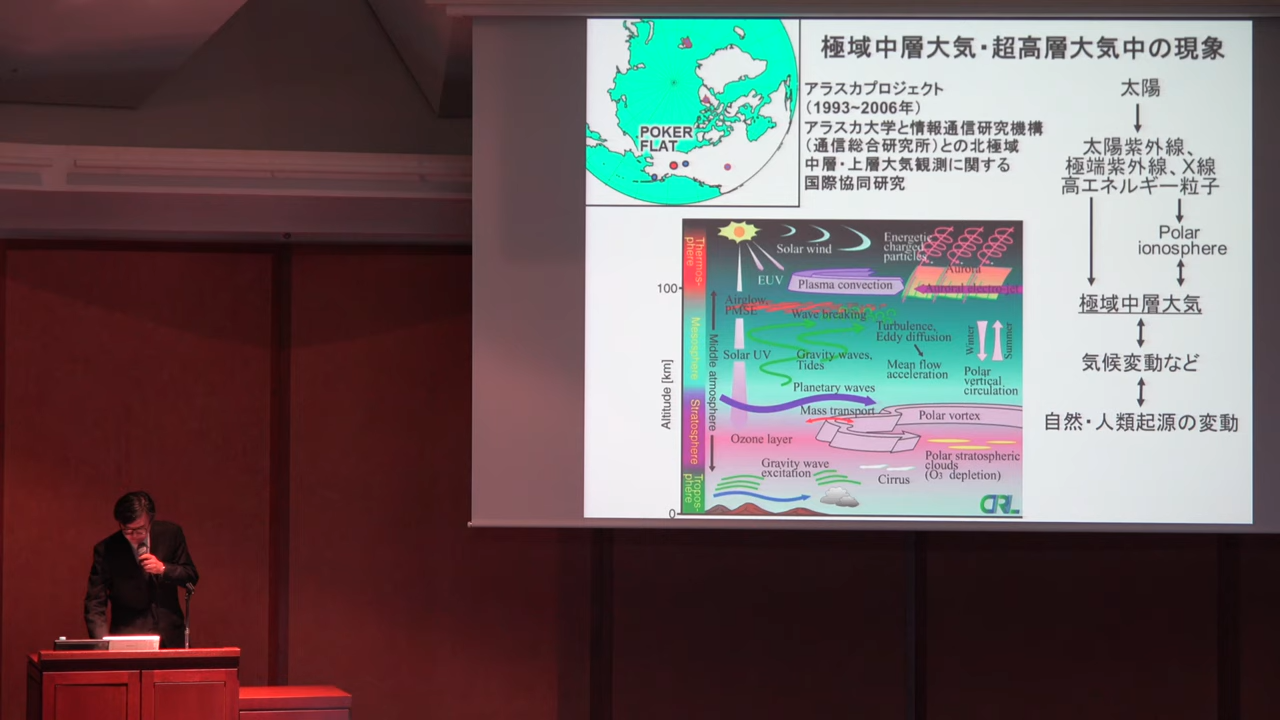 極域中層大気・超高層大気中の現象
POKER
FLAT
アラスカプロジェクト
（1993~2006年）
アラスカ大学と情報通信研究機構
（通信総合研究所）との北極域
中層・上層大気観測に関する
国際協同研究
太陽
太陽紫外線、
極端紫外線、X線
高エネルギー粒子
Polar
ionosphere
極域中層大気
気候変動など
自然・人類起源の変動
Altitude [km]
100
0
Thermos-
phere
Mesosphere
Stratosphere
Tropos-
phere
Middle atmosphere
Solar wind
Energetic
charged
particles
EUV
Plasma convection
Aurora
Auroral electrojet
Airglow,
PMSE
Wave breaking
Turbulence,
Eddy diffusion
Winter
Summer
Solar UV
Gravity waves,
Tides
Mean flow
acceleration
Polar
vertical
circulation
Planetary waves
Mass transport
Polar vortex
Ozone layer
Gravity wave
excitation
Cirrus
Polar stratospheric
clouds
(O3 depletion)
CRL